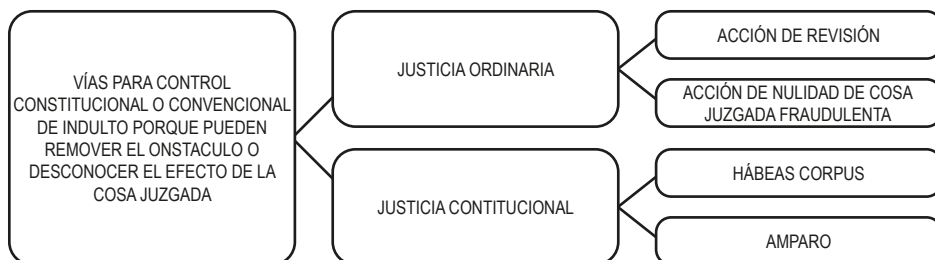 VÍAS PARA CONTROL
CONSTITUCIONAL O CONVENCIONAL
DE INDULTO PORQUE PUEDEN
REMOVER EL ONSTACULO O
DESCONOCER EL EFECTO DE LA
COSA JUZGADA
JUSTICIA ORDINARIA
ACCIÓN DE REVISIÓN
ACCIÓN DE NULIDAD DE COSA
JUZGADA FRAUDULENTA
JUSTICIA CONTITUCIONAL
HÁBEAS CORPUS
AMPARO